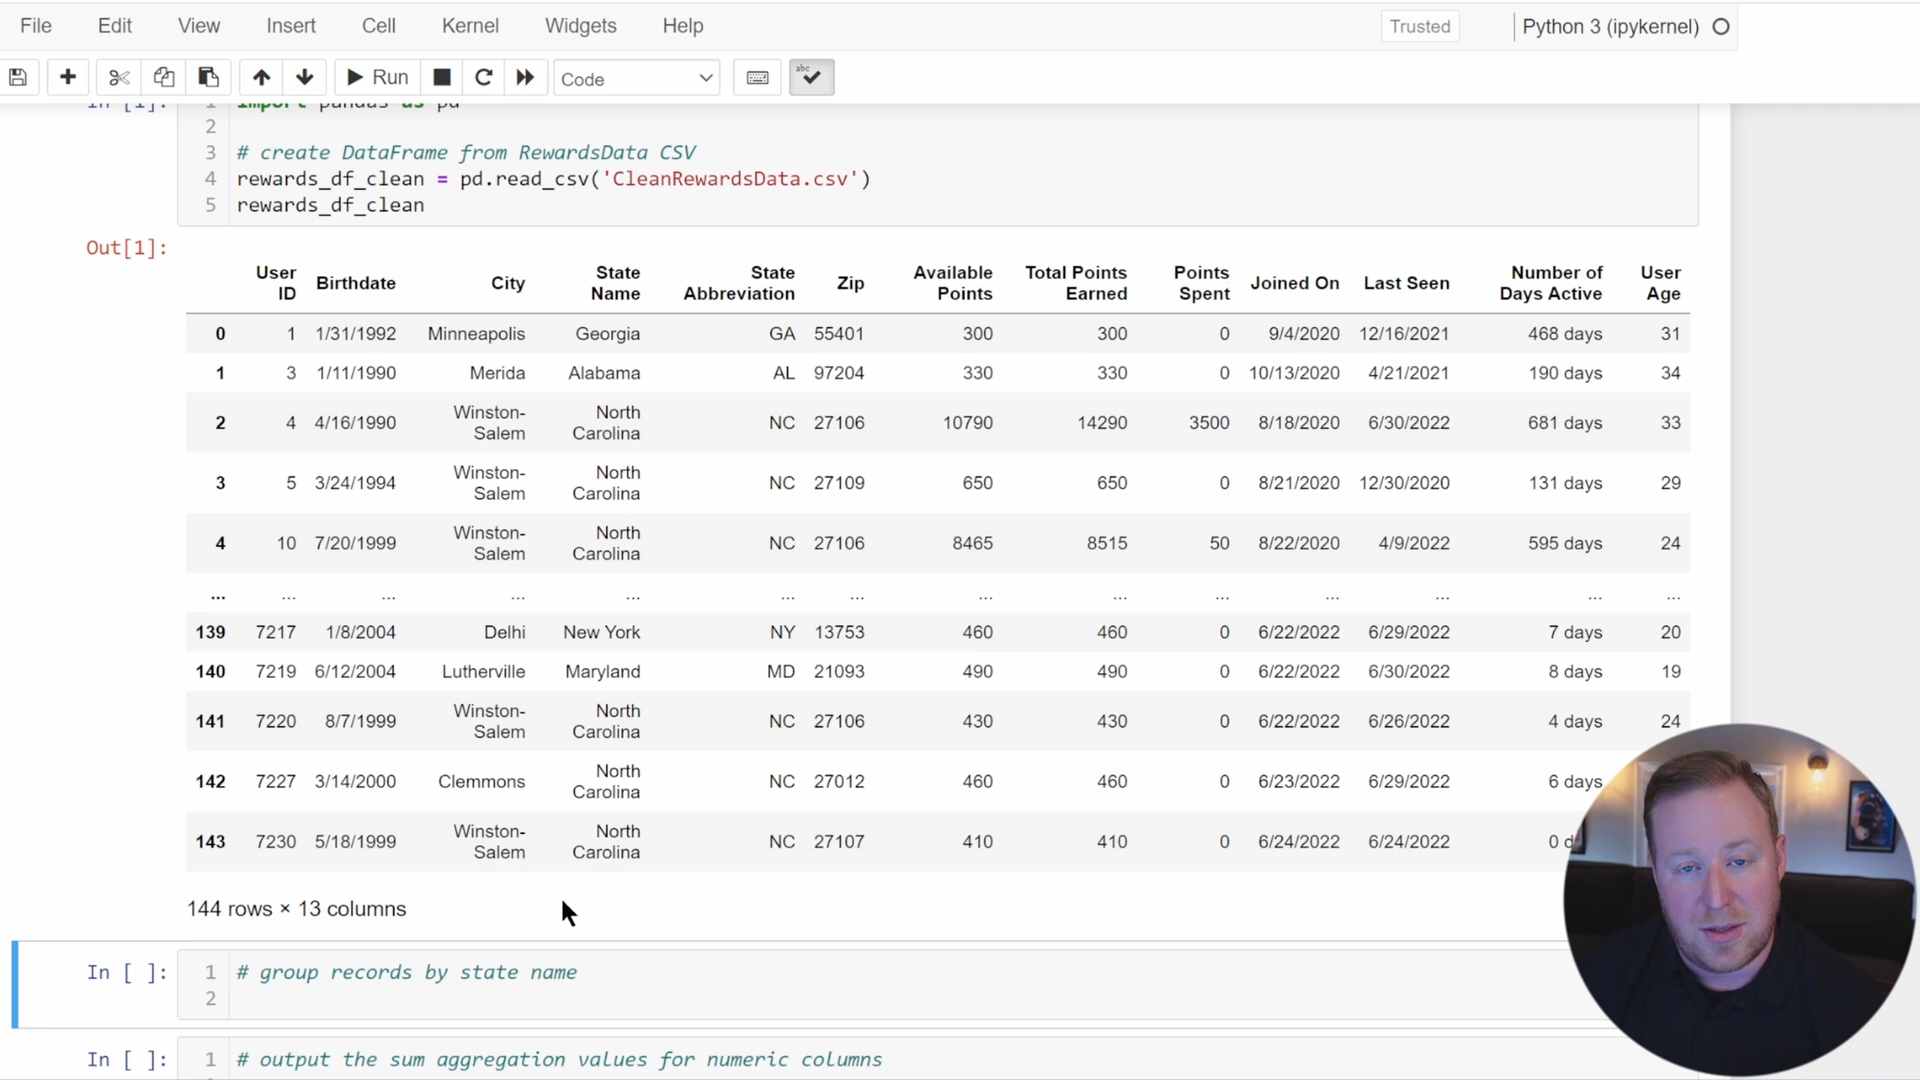 File Edit View Insert Cell Kernel Widgets Help Trusted Python 3 (ipykernel)
Run Code abc
In [1]: 1 import pandas as pd
2
3 # create DataFrame from RewardsData CSV
4 rewards_df_clean = pd.read_csv('CleanRewardsData.csv')
5 rewards_df_clean
Out[1]:
User ID Birthdate City State Name State Abbreviation Zip Available Points Total Points Earned Points Spent Joined On Last Seen Number of Days Active User Age
0 1 1/31/1992 Minneapolis Georgia GA 55401 300 300 0 9/4/2020 12/16/2021 468 days 31
1 3 1/11/1990 Merida Alabama AL 97204 330 330 0 10/13/2020 4/21/2021 190 days 34
2 4 4/16/1990 Winston-Salem North Carolina NC 27106 10790 14290 3500 8/18/2020 6/30/2022 681 days 33
3 5 3/24/1994 Winston-Salem North Carolina NC 27109 650 650 0 8/21/2020 12/30/2020 131 days 29
4 10 7/20/1999 Winston-Salem North Carolina NC 27106 8465 8515 50 8/22/2020 4/9/2022 595 days 24
... ... ... ... ... ... ... ... ... ... ... ... ... ...
139 7217 1/8/2004 Delhi New York NY 13753 460 460 0 6/22/2022 6/29/2022 7 days 20
140 7219 6/12/2004 Lutherville Maryland MD 21093 490 490 0 6/22/2022 6/30/2022 8 days 19
141 7220 8/7/1999 Winston-Salem North Carolina NC 27106 430 430 0 6/22/2022 6/26/2022 4 days 24
142 7227 3/14/2000 Clemmons North Carolina NC 27012 460 460 0 6/23/2022 6/29/2022 6 days
143 7230 5/18/1999 Winston-Salem North Carolina NC 27107 410 410 0 6/24/2022 6/24/2022 0
144 rows × 13 columns
In [ ]: 1 # group records by state name
2
In [ ]: 1 # output the sum aggregation values for numeric columns